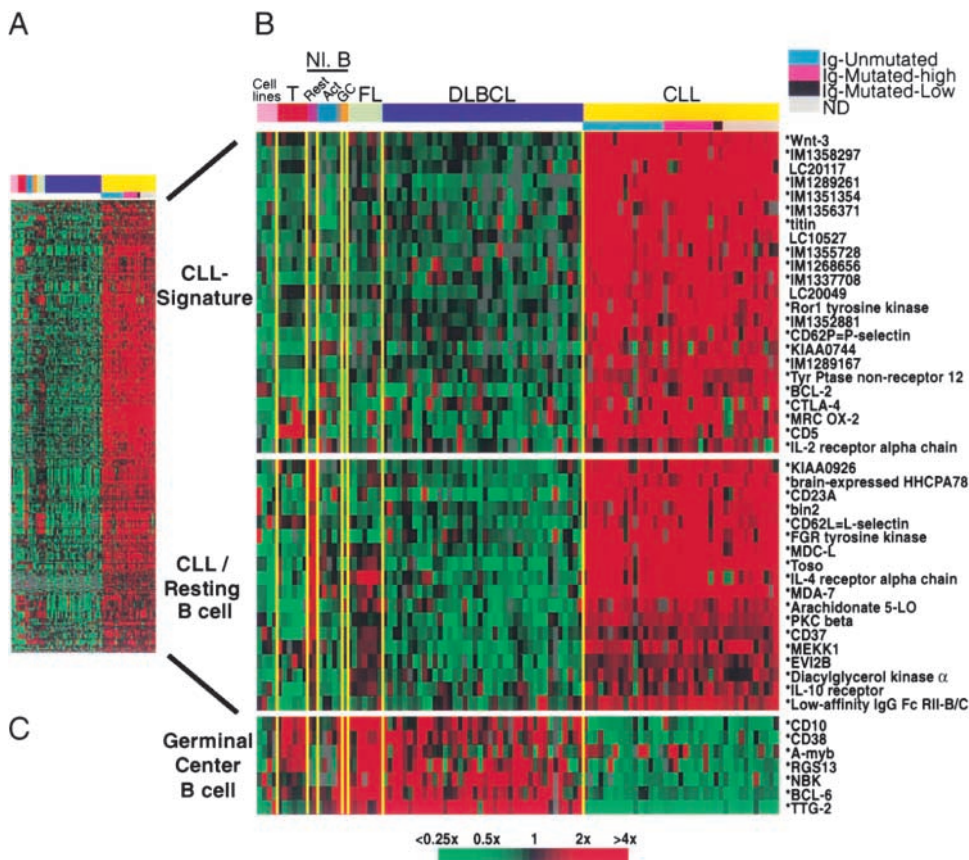 A
B
Nl. B
Cell lines
T
Rest
Act
GC
FL
DLBCL
CLL
Ig-Unmutated
Ig-Mutated-high
Ig-Mutated-Low
ND
CLL-
Signature
*Wnt-3
*IM1358297
LC20117
*IM1289261
*IM1351354
*IM1356371
*titin
LC10527
*IM1355728
*IM1268656
*IM1337708
LC20049
*Ror1 tyrosine kinase
*IM1352881
*CD62P=P-selectin
*KIAA0744
*IM1289167
*Tyr Ptase non-receptor 12
*BCL-2
*CTLA-4
*MRC OX-2
*CD5
*IL-2 receptor alpha chain
CLL /
Resting
B cell
*KIAA0926
*brain-expressed HHCPA78
*CD23A
*bin2
*CD62L=L-selectin
*FGR tyrosine kinase
*MDC-L
*Toso
*IL-4 receptor alpha chain
*MDA-7
*Arachidonate 5-LO
*PKC beta
*CD37
*MEKK1
*EVI2B
*Diacylglycerol kinase α
*IL-10 receptor
*Low-affinity IgG Fc RII-B/C
C
Germinal
Center
B cell
*CD10
*CD38
*A-myb
*RGS13
*NBK
*BCL-6
*TTG-2
<0.25x 0.5x 1 2x >4x